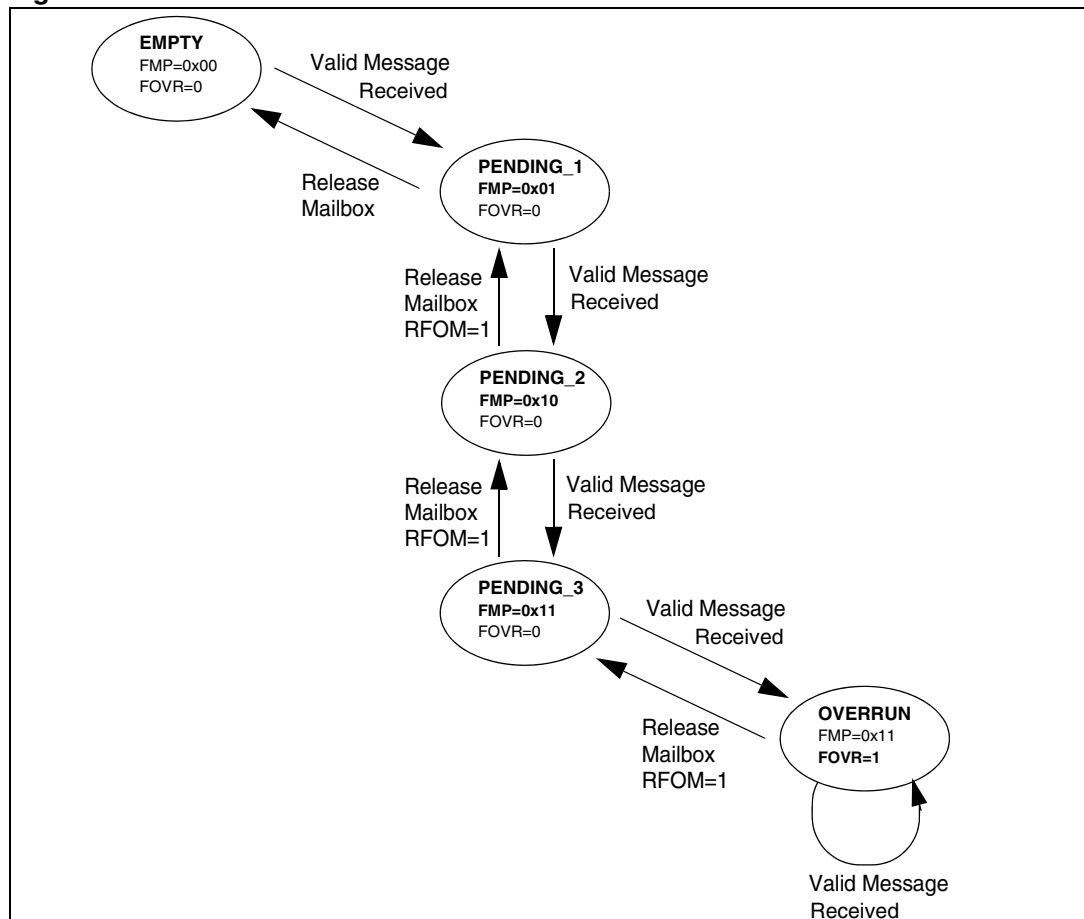 EMPTY
FMP=0x00
FOVR=0
Valid Message
Received
Release
Mailbox
PENDING_1
FMP=0x01
FOVR=0
Release
Mailbox
RFOM=1
Valid Message
Received
PENDING_2
FMP=0x10
FOVR=0
Release
Mailbox
RFOM=1
Valid Message
Received
PENDING_3
FMP=0x11
FOVR=0
Valid Message
Received
Release
Mailbox
RFOM=1
OVERRUN
FMP=0x11
FOVR=1
Valid Message
Received